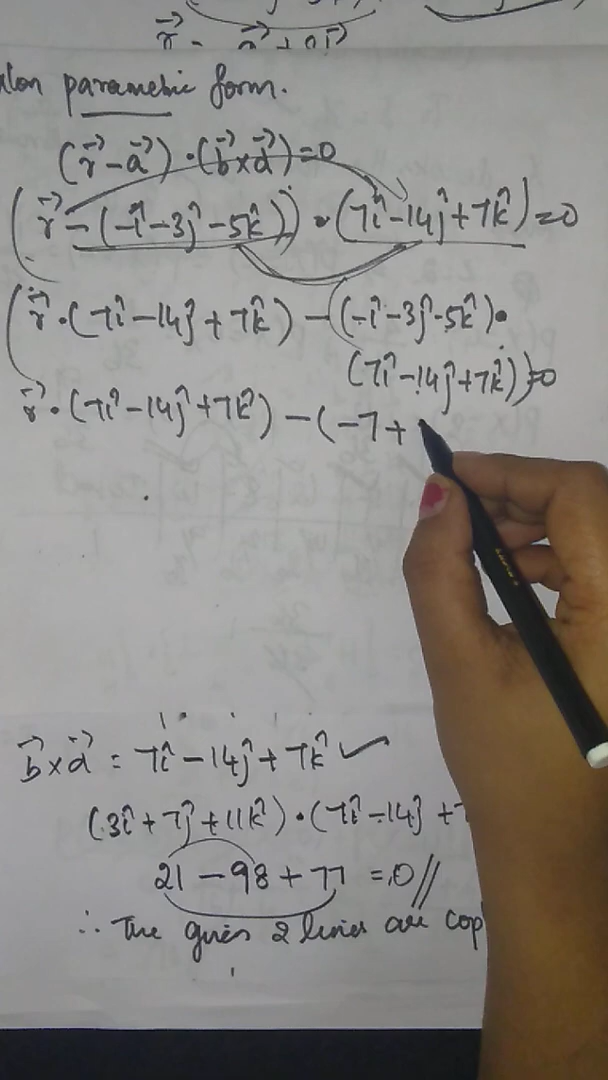 parametric form.
(r⃗ - a⃗) · (b⃗ × d⃗) = 0
(r⃗ - (-î - 3ĵ - 5k̂)) · (7î - 14ĵ + 7k̂) = 0
(r⃗ · (7î - 14ĵ + 7k̂) - (-î - 3ĵ - 5k̂) ·
(7î - 14ĵ + 7k̂)) = 0
r⃗ · (7î - 14ĵ + 7k̂) - (-7 +
b⃗ × d⃗ = 7î - 14ĵ + 7k̂ ✓
(3î + 7ĵ + 11k̂) · (7î - 14ĵ +
21 - 98 + 77 = 0 //
∴ The given 2 lines are cop